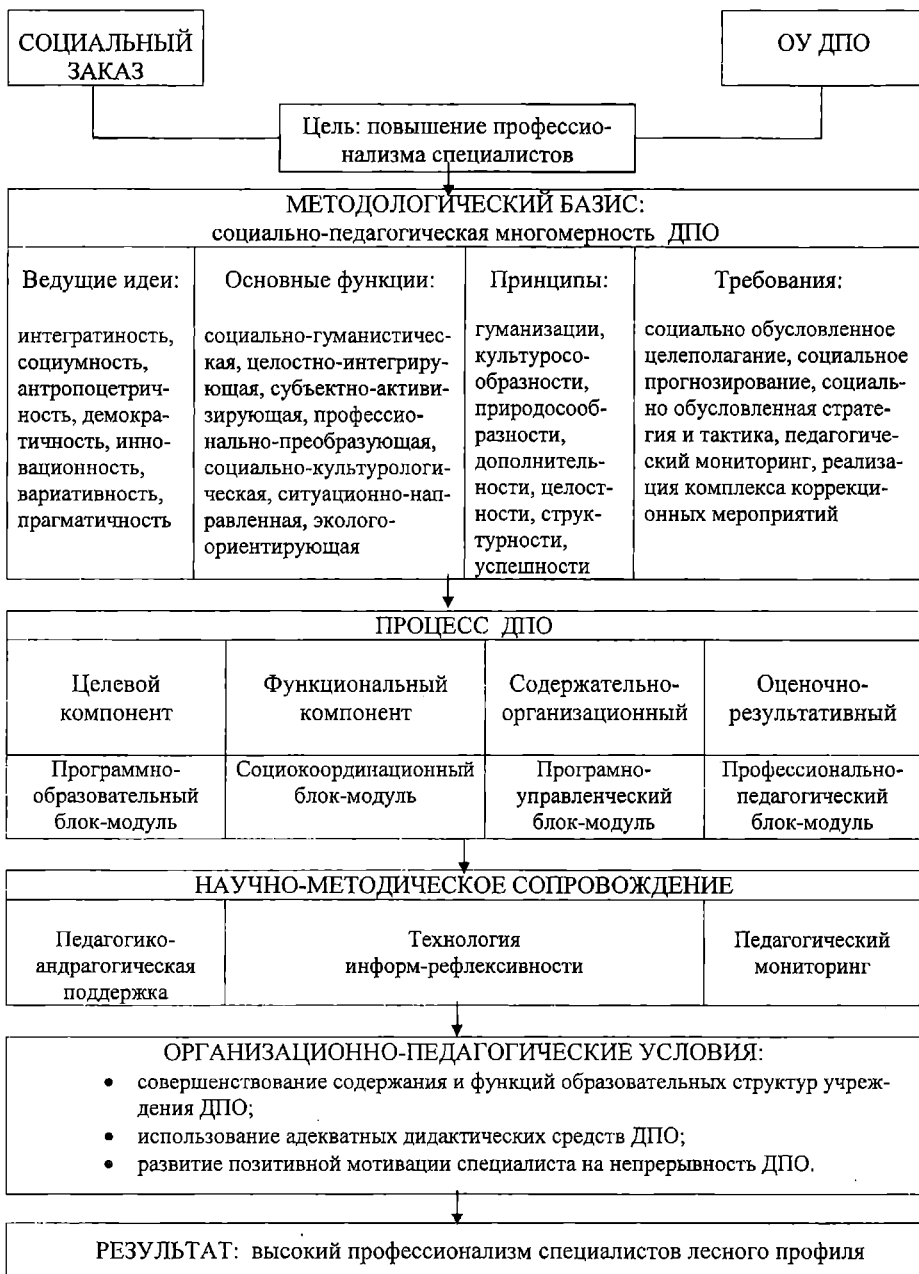 СОЦИАЛЬНЫЙ
ЗАКАЗ
ОУ ДПО
Цель: повышение профессио-
нализма специалистов
МЕТОДОЛОГИЧЕСКИЙ БАЗИС:
социально-педагогическая многомерность ДПО
Ведущие идеи:
интегратиность,
социумность,
антропоцетрич-
ность, демокра-
тичность, инно-
вационность,
вариативность,
прагматичность
Основные функции:
социально-гуманистичес-
кая, целостно-интегриру-
ющая, субъектно-активи-
зирующая, профессио-
нально-преобразующая,
социально-культурологи-
ческая, ситуационно-нап-
равленная, эколого-
ориентирующая
Принципы:
гуманизации,
культуросо-
образности,
природосооб-
разности,
дополнитель-
ности, целост-
ности, струк-
турности,
успешности
Требования:
социально обусловленное
целеполагание, социальное
прогнозирование, социаль-
но обусловленная страте-
гия и тактика, педагогичес-
кий мониторинг, реализа-
ция комплекса коррекци-
онных мероприятий
ПРОЦЕСС ДПО
Целевой
компонент
Функциональный
компонент
Содержательно-
организационный
Оценочно-
результативный
Программно-
образовательный
блок-модуль
Социокоординационный
блок-модуль
Програмно-
управленческий
блок-модуль
Профессионально-
педагогический
блок-модуль
НАУЧНО-МЕТОДИЧЕСКОЕ СОПРОВОЖДЕНИЕ
Педагогико-
андрагогическая
поддержка
Технология
информ-рефлексивности
Педагогический
мониторинг
ОРГАНИЗАЦИОННО-ПЕДАГОГИЧЕСКИЕ УСЛОВИЯ:
• совершенствование содержания и функций образовательных структур учреж-
дения ДПО;
• использование адекватных дидактических средств ДПО;
• развитие позитивной мотивации специалиста на непрерывность ДПО.
РЕЗУЛЬТАТ: высокий профессионализм специалистов лесного профиля